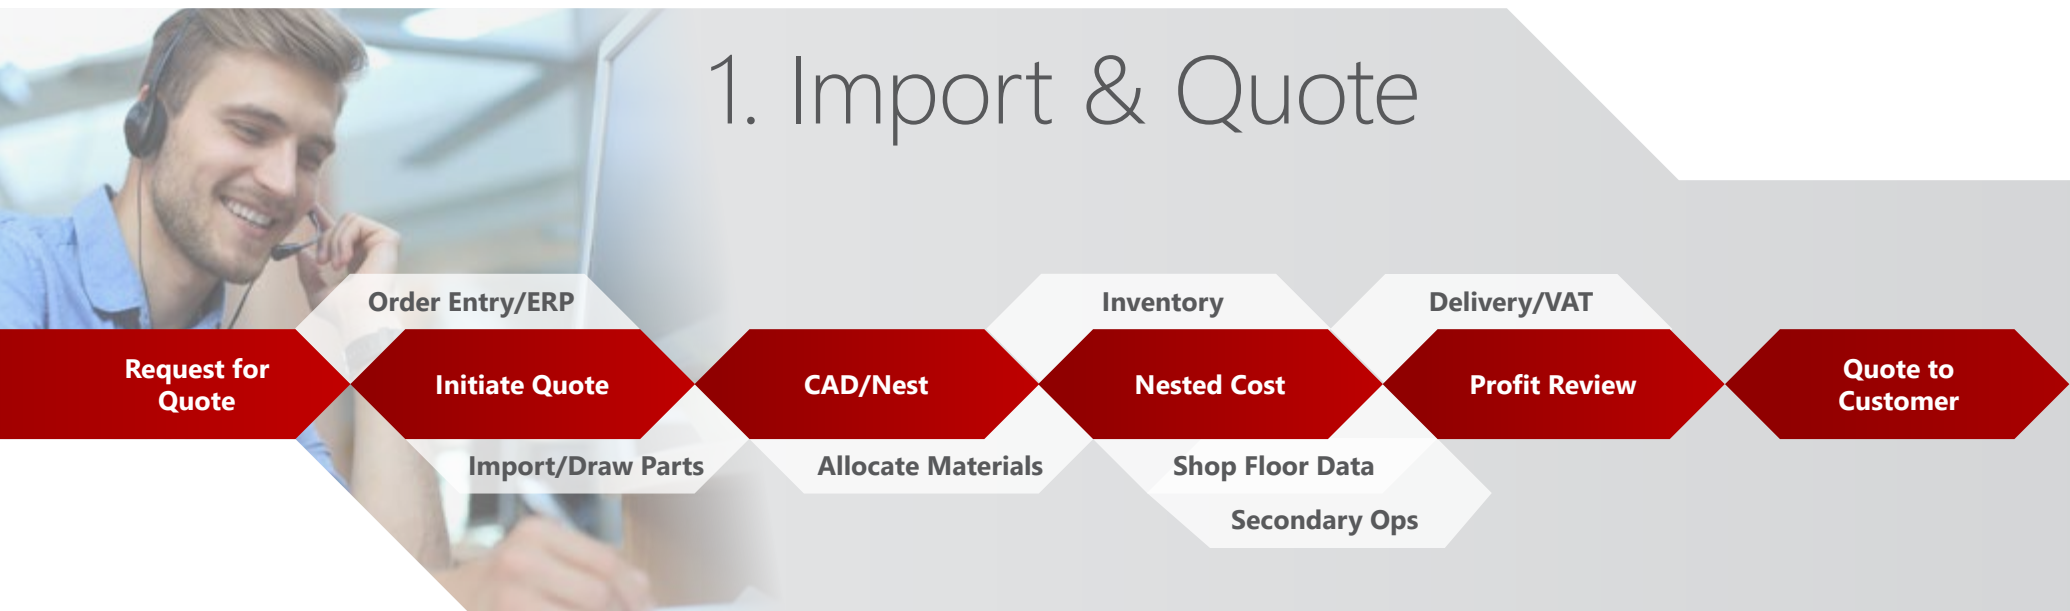 1. Import & Quote
Order Entry/ERP
Inventory
Delivery/VAT
Request for
Quote
Initiate Quote
CAD/Nest
Nested Cost
Profit Review
Quote to
Customer
Import/Draw Parts
Allocate Materials
Shop Floor Data
Secondary Ops